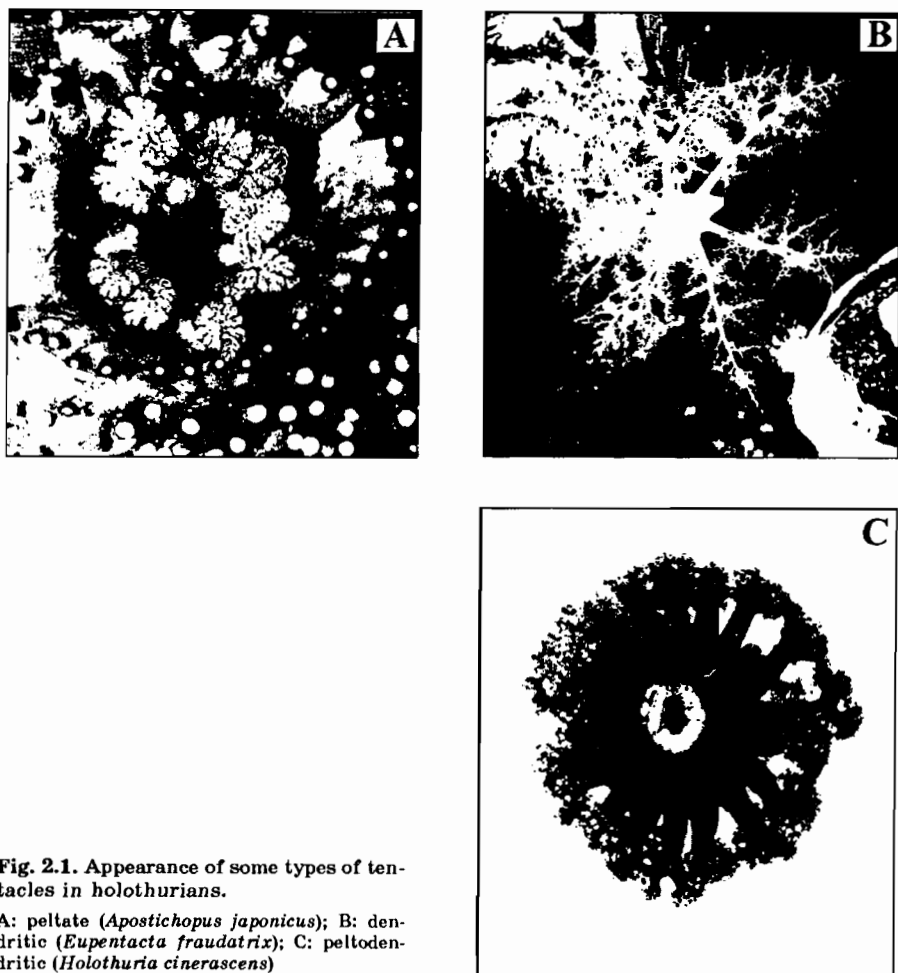 A
B
C
Fig. 2.1. Appearance of some types of ten-
tacles in holothurians.
A: peltate (Apostichopus japonicus); B: den-
dritic (Eupentacta fraudatrix); C: peltoden-
dritic (Holothuria cinerascens)